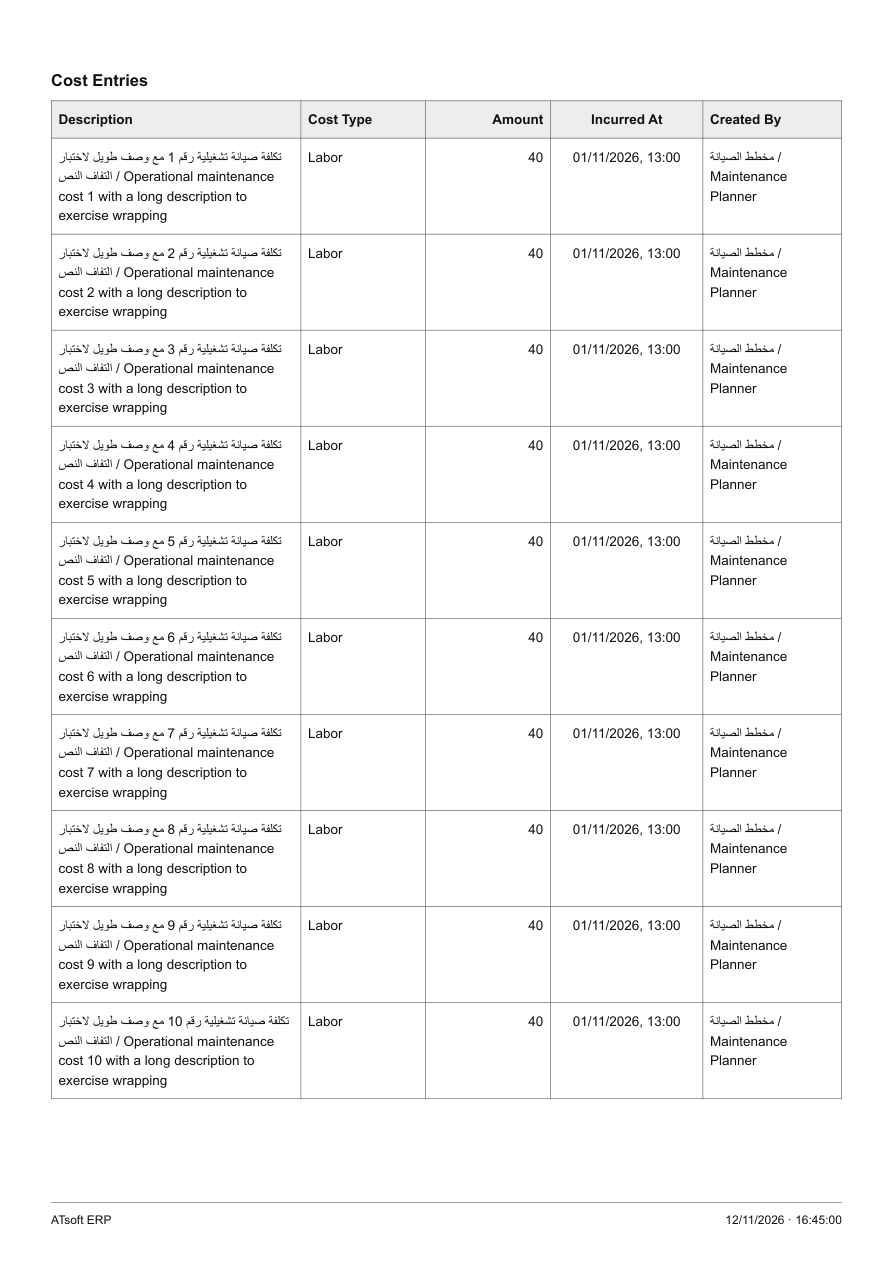 Cost Entries
Description Cost Type Amount Incurred At Created By
تكلفة صيانة تشغيلية رقم 1 مع وصف طويل لاختبار Labor 40 01/11/2026, 13:00 مخطط الصيانة /
التفاف النص / Operational maintenance Maintenance
cost 1 with a long description to Planner
exercise wrapping
تكلفة صيانة تشغيلية رقم 2 مع وصف طويل لاختبار Labor 40 01/11/2026, 13:00 مخطط الصيانة /
التفاف النص / Operational maintenance Maintenance
cost 2 with a long description to Planner
exercise wrapping
تكلفة صيانة تشغيلية رقم 3 مع وصف طويل لاختبار Labor 40 01/11/2026, 13:00 مخطط الصيانة /
التفاف النص / Operational maintenance Maintenance
cost 3 with a long description to Planner
exercise wrapping
تكلفة صيانة تشغيلية رقم 4 مع وصف طويل لاختبار Labor 40 01/11/2026, 13:00 مخطط الصيانة /
التفاف النص / Operational maintenance Maintenance
cost 4 with a long description to Planner
exercise wrapping
تكلفة صيانة تشغيلية رقم 5 مع وصف طويل لاختبار Labor 40 01/11/2026, 13:00 مخطط الصيانة /
التفاف النص / Operational maintenance Maintenance
cost 5 with a long description to Planner
exercise wrapping
تكلفة صيانة تشغيلية رقم 6 مع وصف طويل لاختبار Labor 40 01/11/2026, 13:00 مخطط الصيانة /
التفاف النص / Operational maintenance Maintenance
cost 6 with a long description to Planner
exercise wrapping
تكلفة صيانة تشغيلية رقم 7 مع وصف طويل لاختبار Labor 40 01/11/2026, 13:00 مخطط الصيانة /
التفاف النص / Operational maintenance Maintenance
cost 7 with a long description to Planner
exercise wrapping
تكلفة صيانة تشغيلية رقم 8 مع وصف طويل لاختبار Labor 40 01/11/2026, 13:00 مخطط الصيانة /
التفاف النص / Operational maintenance Maintenance
cost 8 with a long description to Planner
exercise wrapping
تكلفة صيانة تشغيلية رقم 9 مع وصف طويل لاختبار Labor 40 01/11/2026, 13:00 مخطط الصيانة /
التفاف النص / Operational maintenance Maintenance
cost 9 with a long description to Planner
exercise wrapping
تكلفة صيانة تشغيلية رقم 10 مع وصف طويل لاختبار Labor 40 01/11/2026, 13:00 مخطط الصيانة /
التفاف النص / Operational maintenance Maintenance
cost 10 with a long description to Planner
exercise wrapping
ATsoft ERP 12/11/2026 · 16:45:00